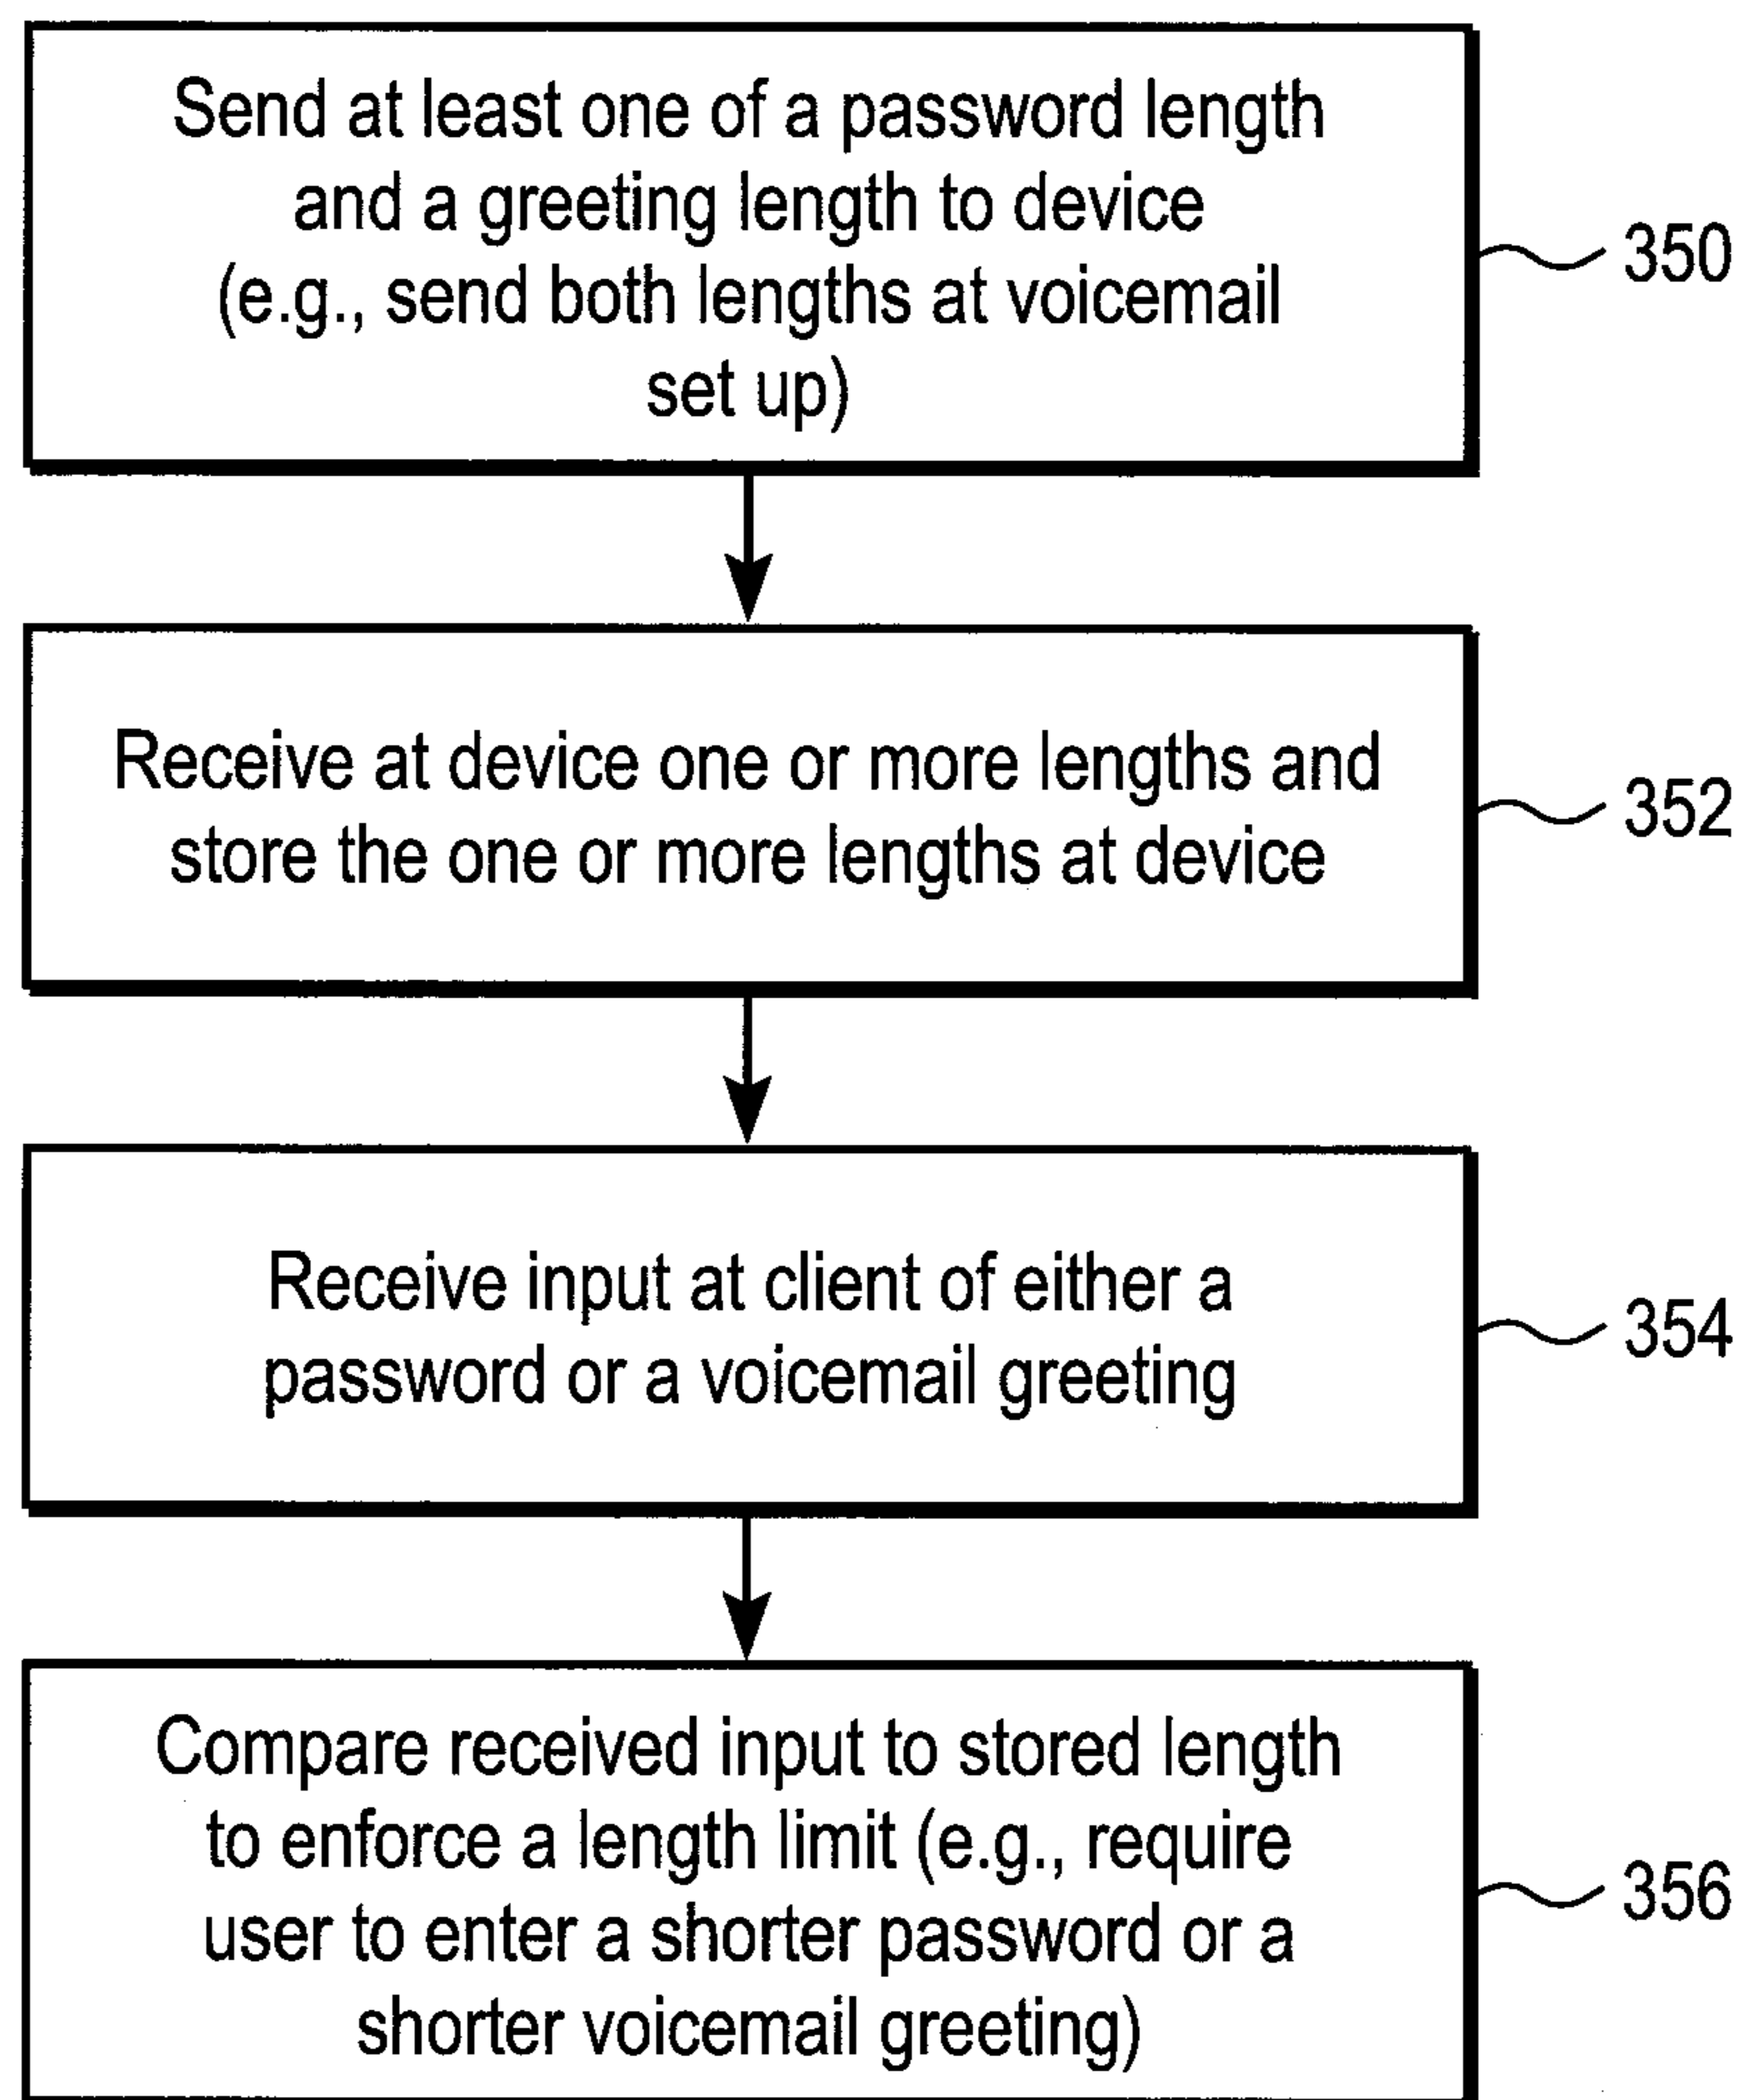 Send at least one of a password length
and a greeting length to device
(e.g., send both lengths at voicemail
set up)
350
Receive at device one or more lengths and
store the one or more lengths at device
352
Receive input at client of either a
password or a voicemail greeting
354
Compare received input to stored length
to enforce a length limit (e.g., require
user to enter a shorter password or a
shorter voicemail greeting)
356